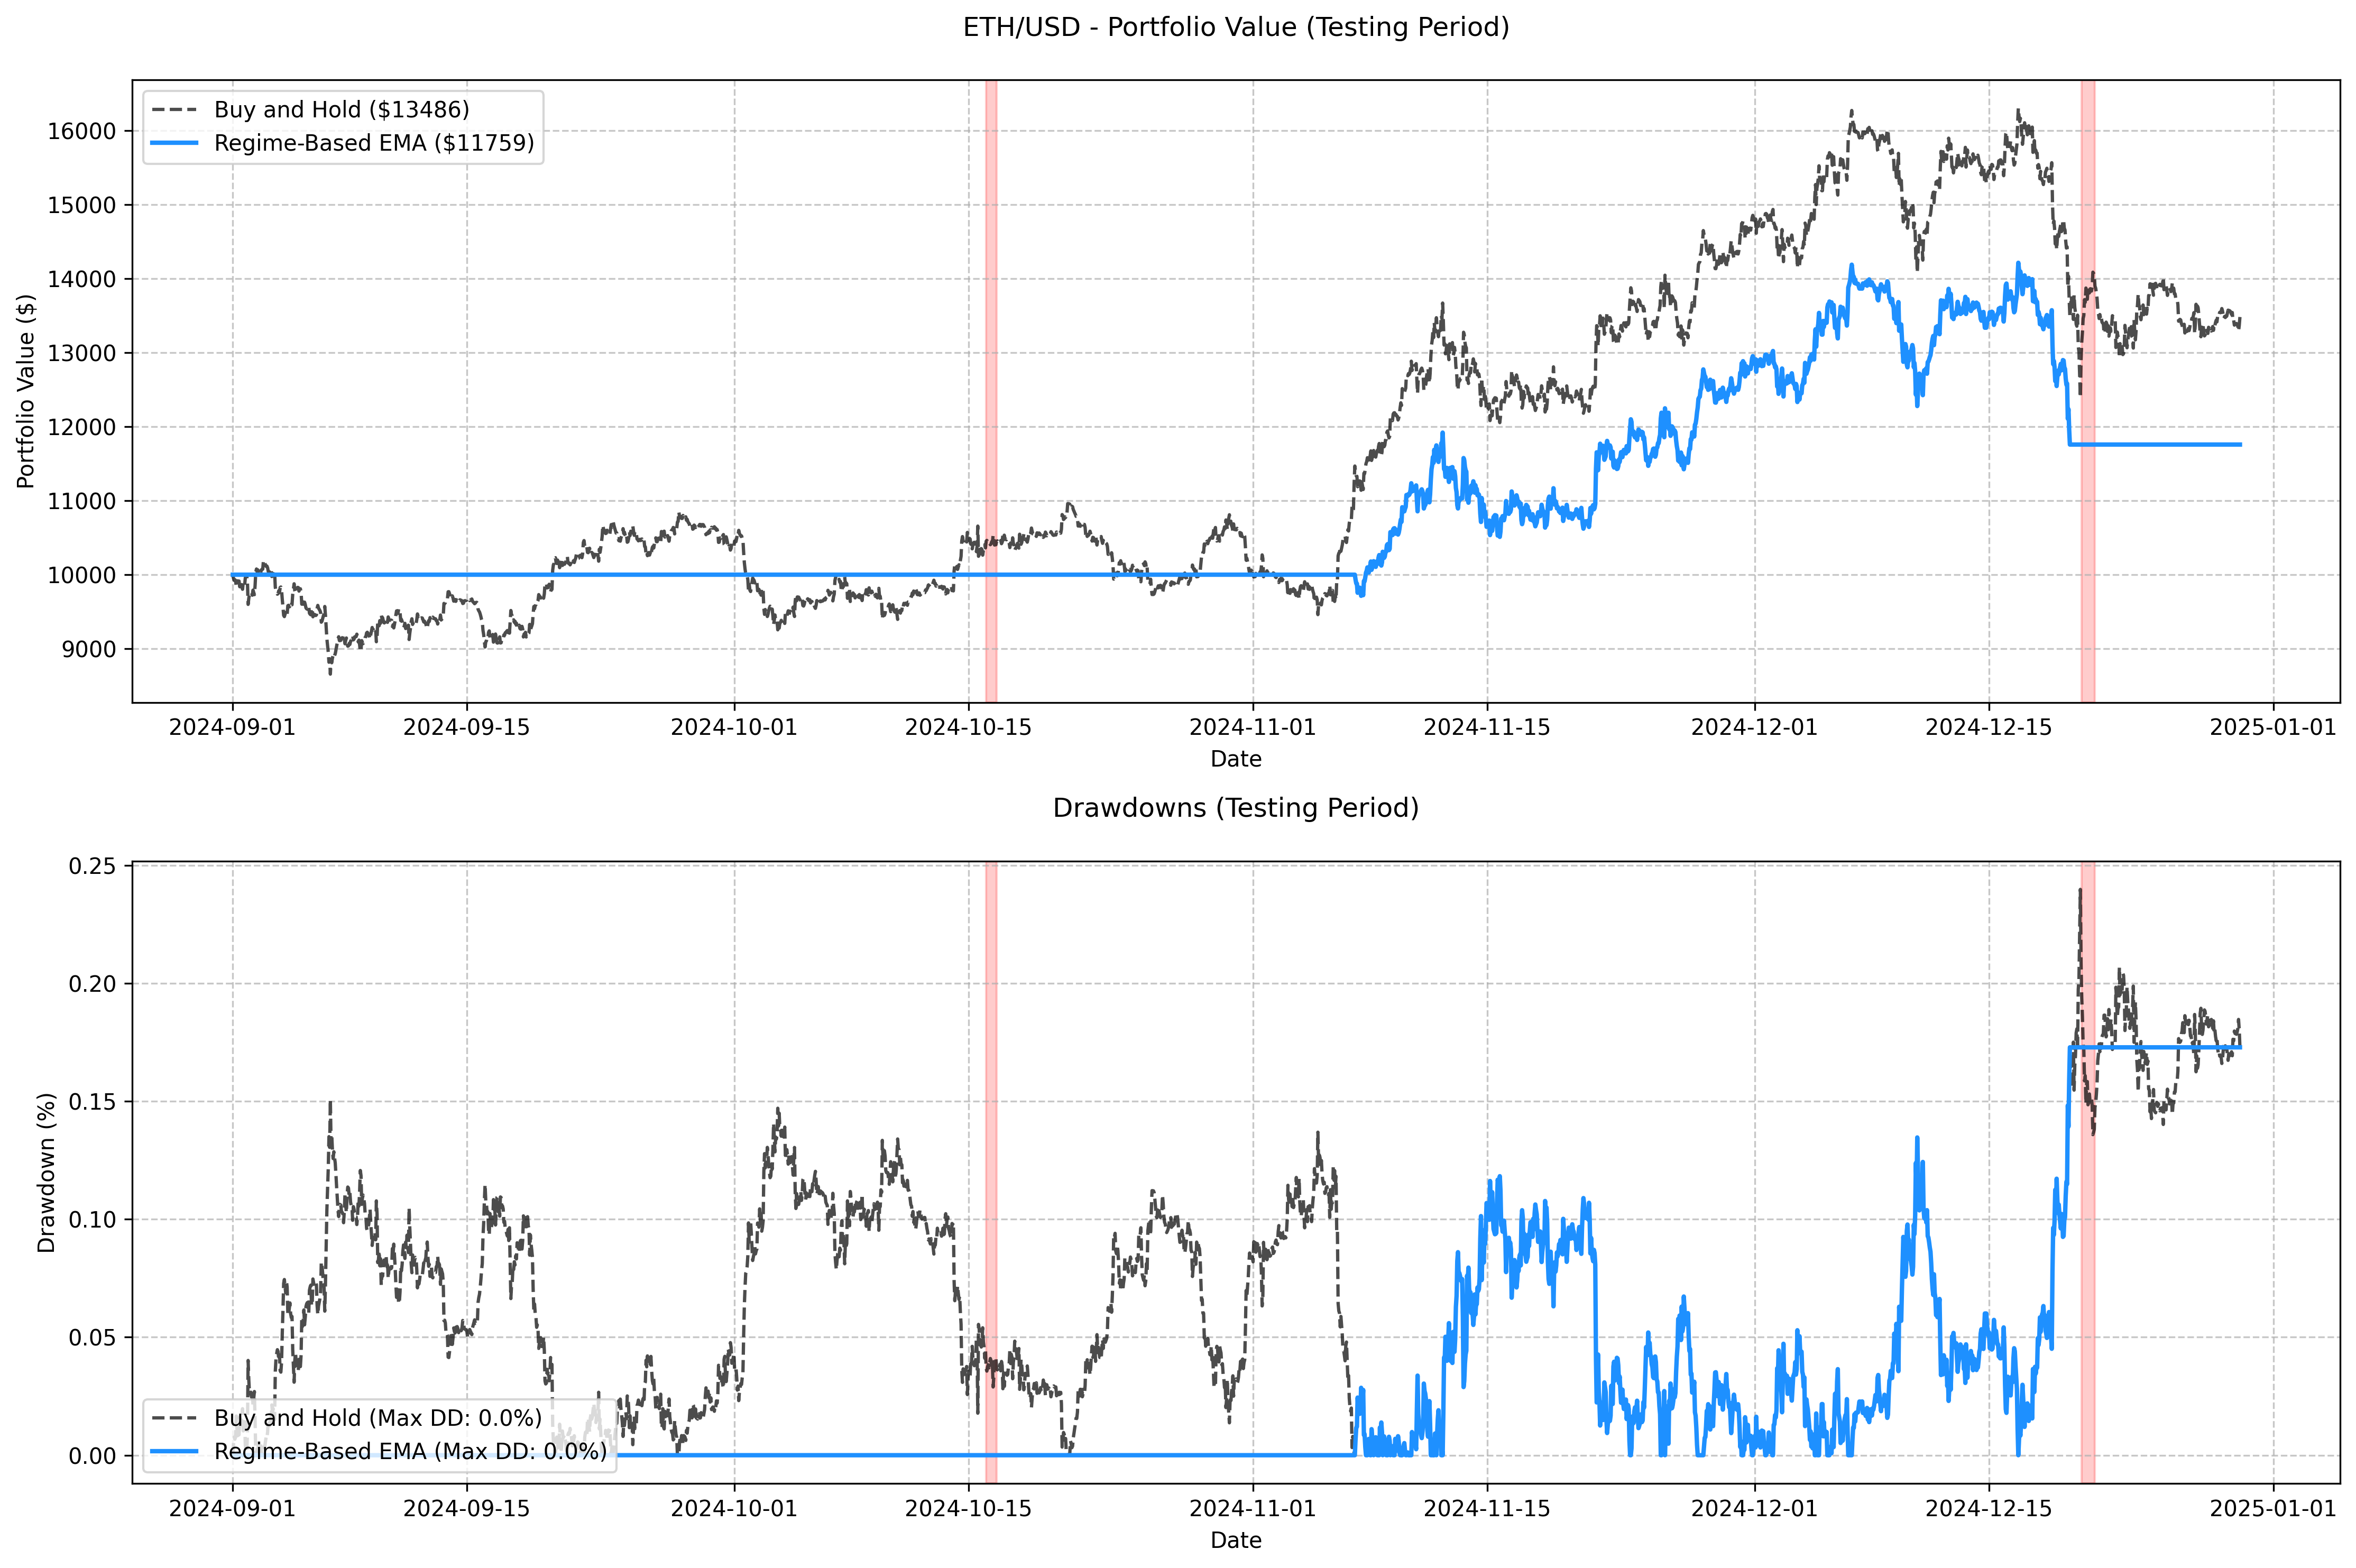 ETH/USD - Portfolio Value (Testing Period)
Buy and Hold ($13486)
Regime-Based EMA ($11759)
Portfolio Value ($)
16000
15000
14000
13000
12000
11000
10000
9000
2024-09-01 2024-09-15 2024-10-01 2024-10-15 2024-11-01 2024-11-15 2024-12-01 2024-12-15 2025-01-01
Date
Drawdowns (Testing Period)
Drawdown (%)
0.25
0.20
0.15
0.10
0.05
0.00
Buy and Hold (Max DD: 0.0%)
Regime-Based EMA (Max DD: 0.0%)
2024-09-01 2024-09-15 2024-10-01 2024-10-15 2024-11-01 2024-11-15 2024-12-01 2024-12-15 2025-01-01
Date